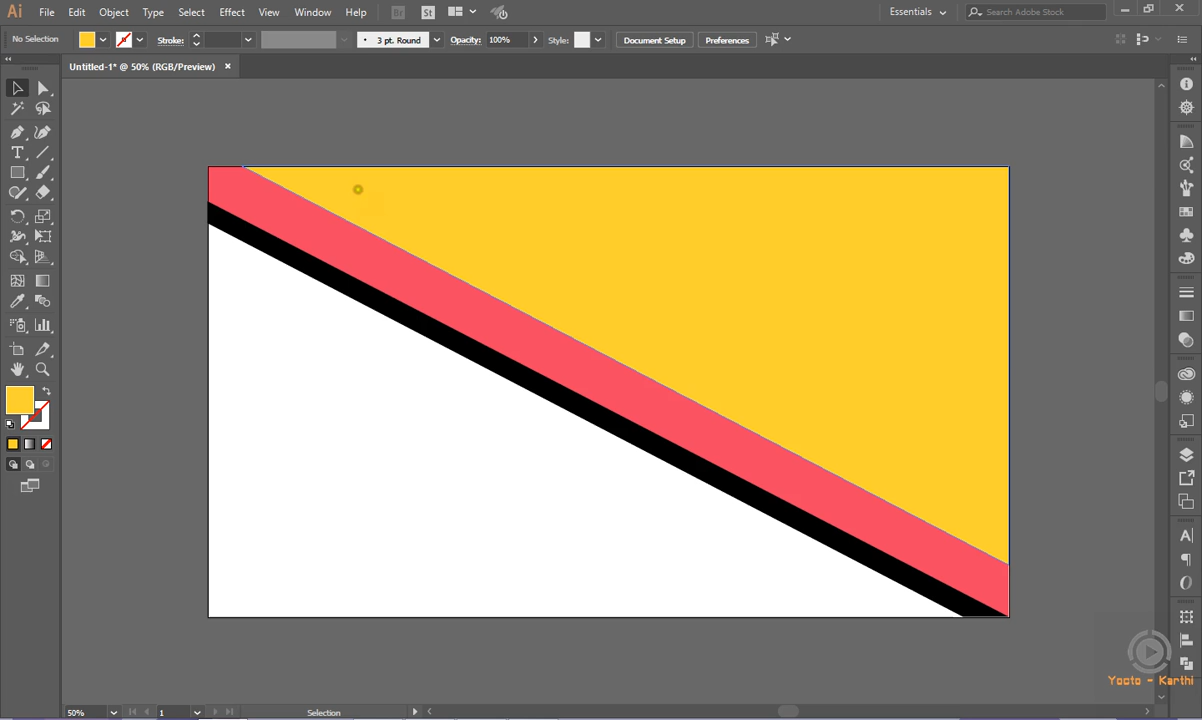 Ai File Edit Object Type Select Effect View Window Help Br St Essentials Search Adobe Stock
No Selection Stroke: 3 pt. Round Opacity: 100% Style: Document Setup Preferences
Untitled-1* @ 50% (RGB/Preview)
Yooto - Karthi
50% 1 Selection